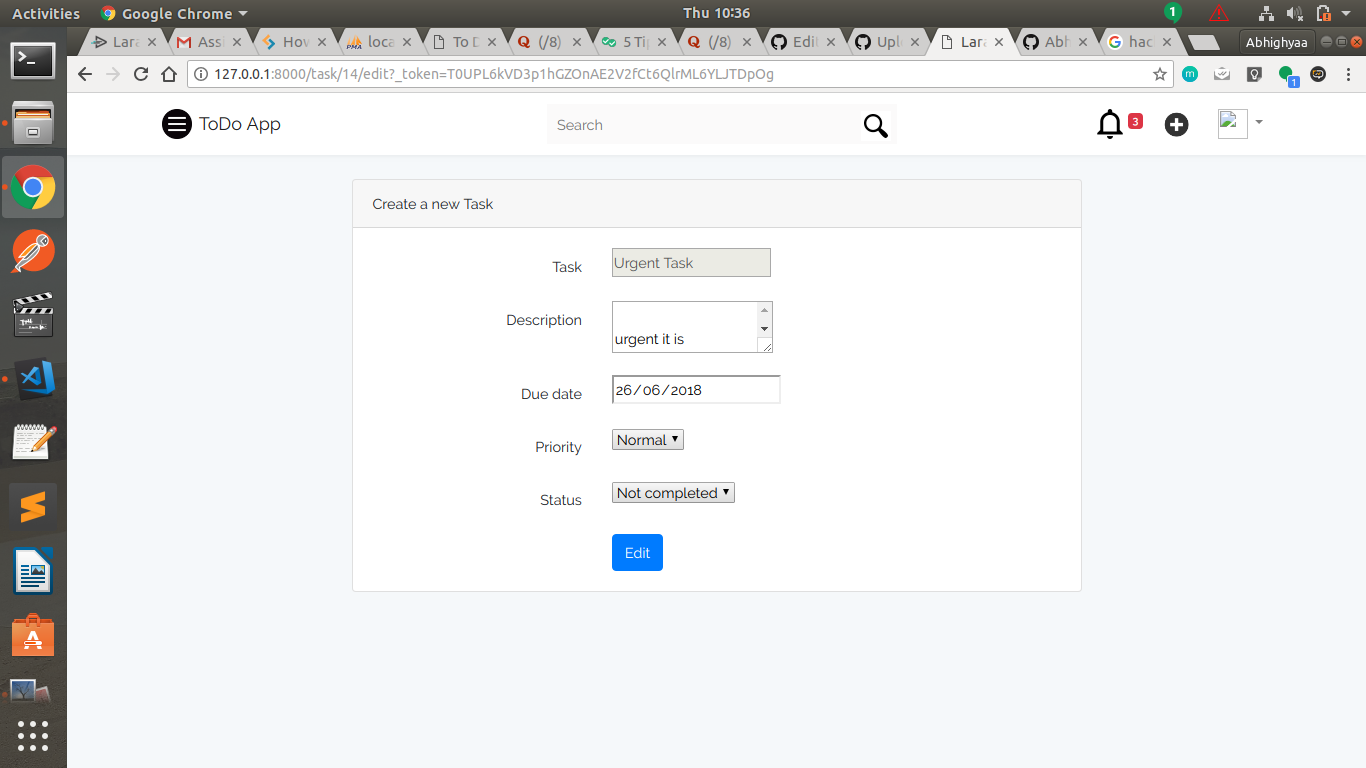 Activities Google Chrome Thu 10:36 1
Lara Ass How loca To D (/8) 5 Tip (/8) Edit Uplo Lara Abh hac Abhighyaa
127.0.0.1:8000/task/14/edit?_token=T0UPL6kVD3p1hGZOnAE2V2fCt6QlrML6YLJTDpOg m 1
ToDo App Search 3
Create a new Task
Task Urgent Task
Description urgent it is
Due date 26/06/2018
Priority Normal
Status Not completed
Edit